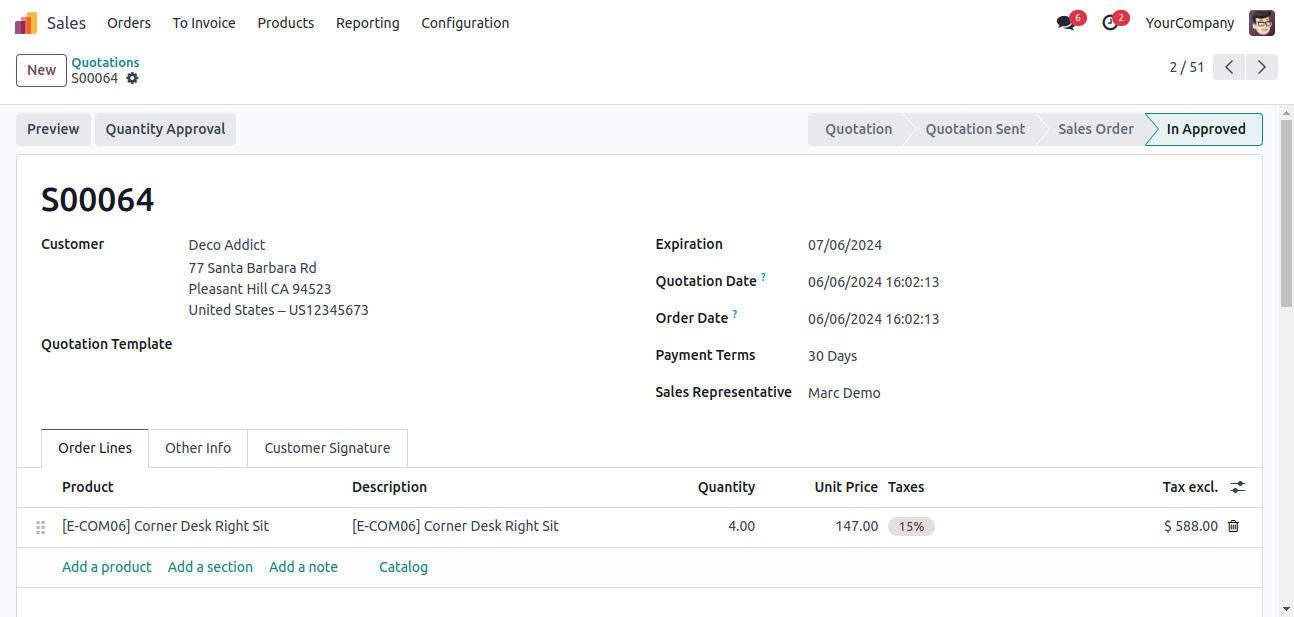 Sales Orders To Invoice Products Reporting Configuration 6 2 YourCompany
New Quotations
S00064 2 / 51
Preview Quantity Approval Quotation Quotation Sent Sales Order In Approved
S00064
Customer Deco Addict Expiration 07/06/2024
77 Santa Barbara Rd
Pleasant Hill CA 94523 Quotation Date ? 06/06/2024 16:02:13
United States – US12345673 Order Date ? 06/06/2024 16:02:13
Quotation Template Payment Terms 30 Days
Sales Representative Marc Demo
Order Lines Other Info Customer Signature
Product Description Quantity Unit Price Taxes Tax excl.
[E-COM06] Corner Desk Right Sit [E-COM06] Corner Desk Right Sit 4.00 147.00 15% $ 588.00
Add a product Add a section Add a note Catalog